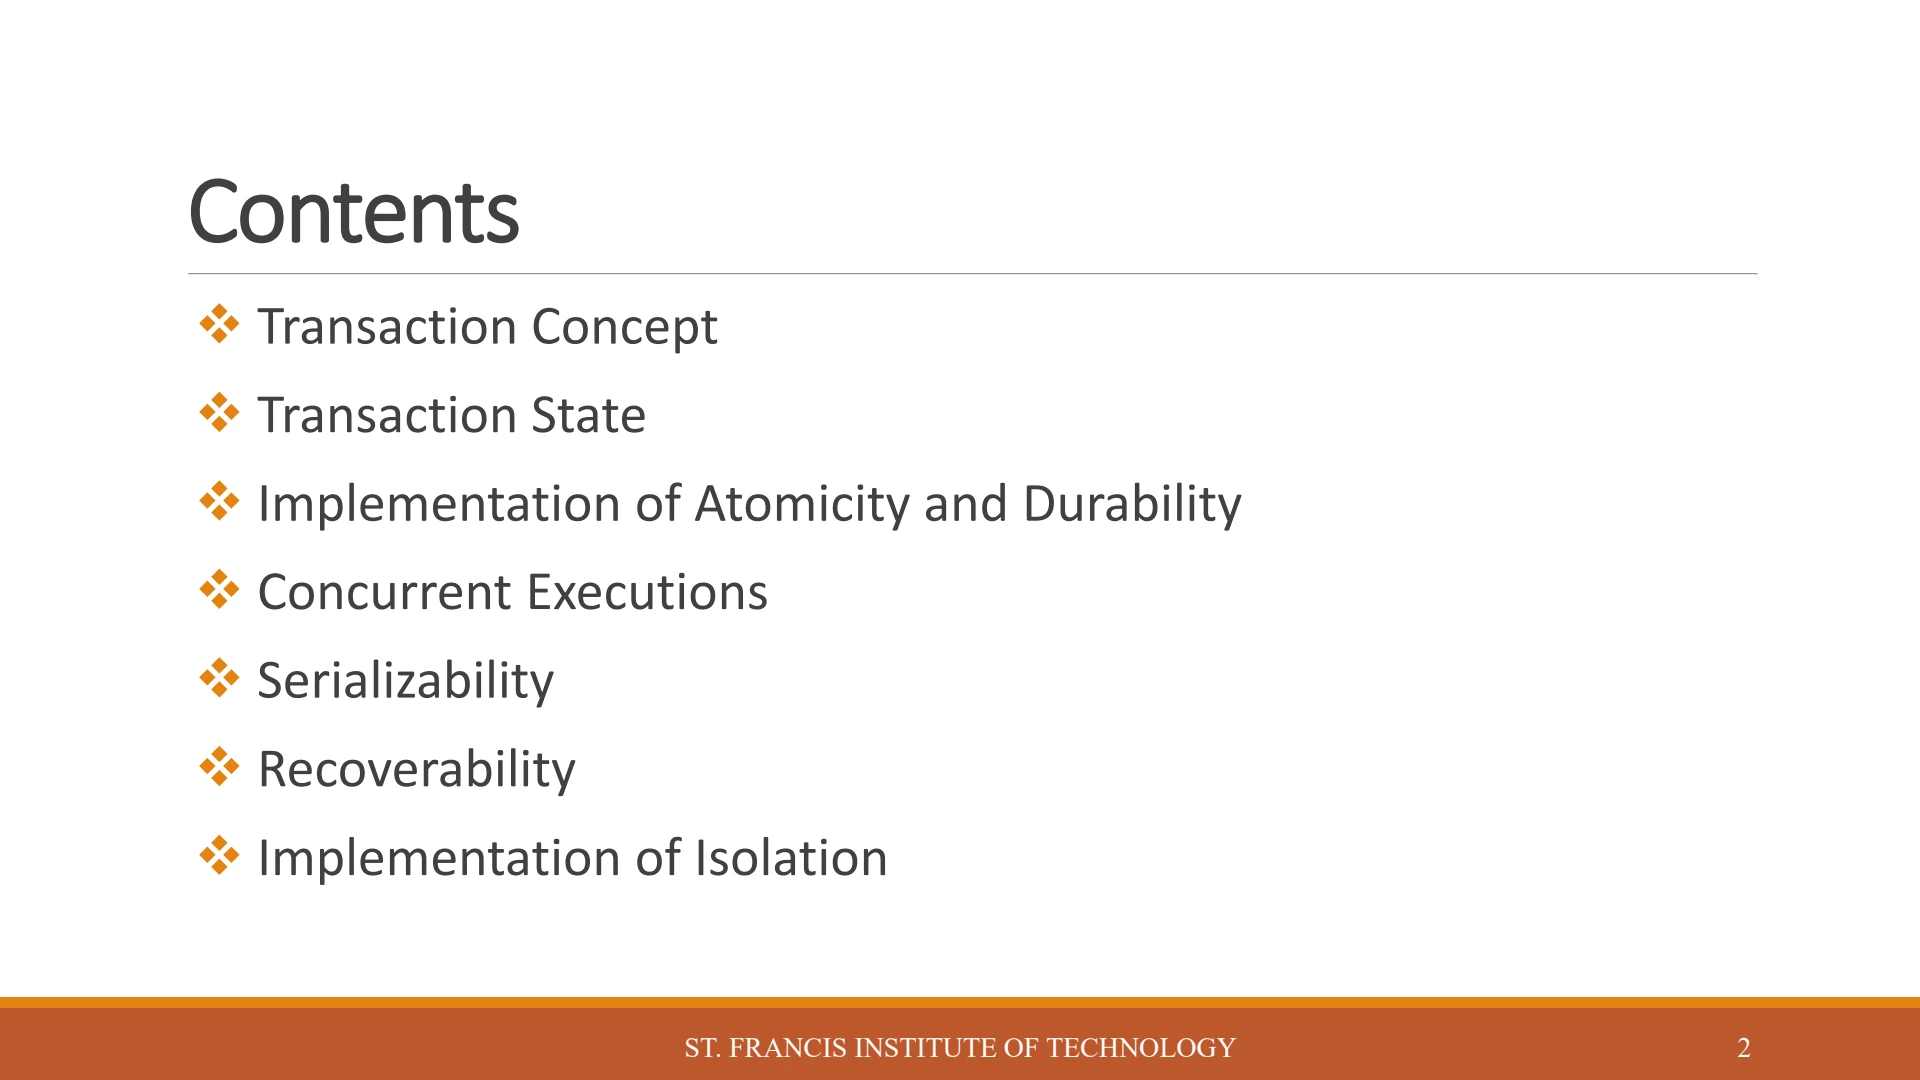 Contents
❖ Transaction Concept
❖ Transaction State
❖ Implementation of Atomicity and Durability
❖ Concurrent Executions
❖ Serializability
❖ Recoverability
❖ Implementation of Isolation
ST. FRANCIS INSTITUTE OF TECHNOLOGY
2